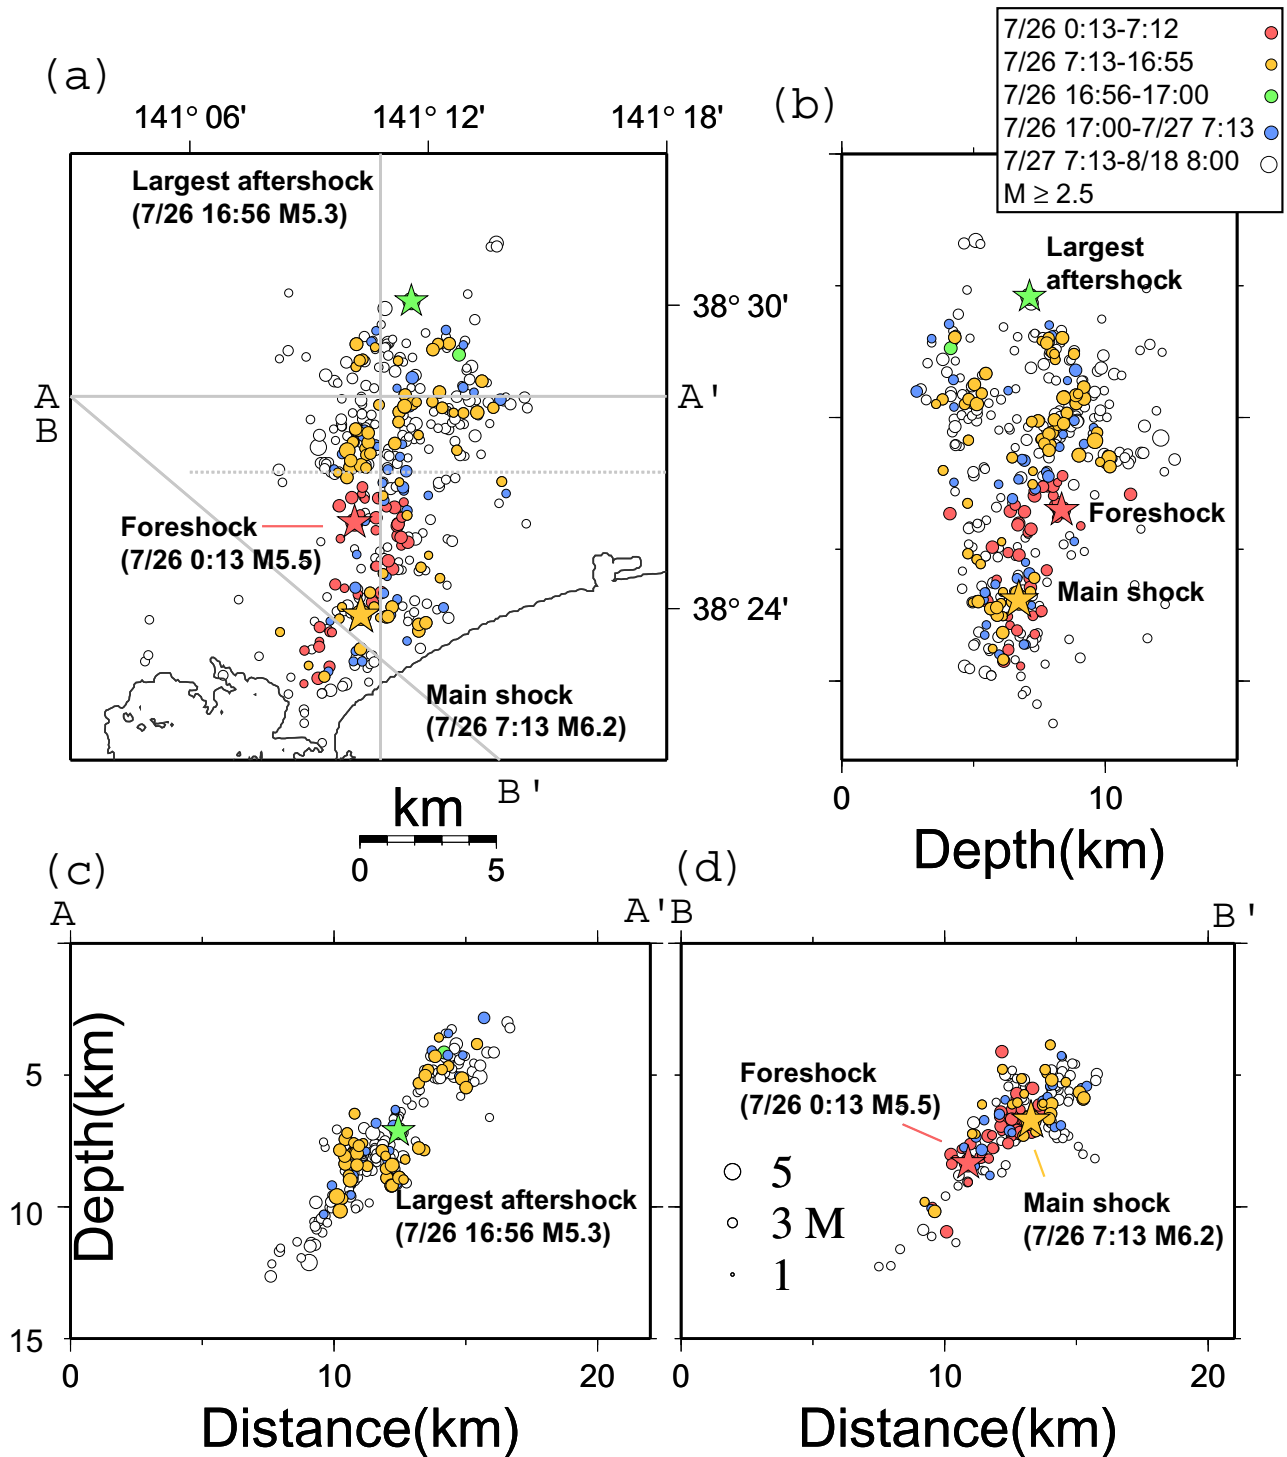 (a)
141° 06'
141° 12'
141° 18'
Largest aftershock
(7/26 16:56 M5.3)
38° 30'
A
B
A'
Foreshock
(7/26 0:13 M5.5)
38° 24'
Main shock
(7/26 7:13 M6.2)
B'
km
0
5
(b)
7/26 0:13-7:12
7/26 7:13-16:55
7/26 16:56-17:00
7/26 17:00-7/27 7:13
7/27 7:13-8/18 8:00
M ≥ 2.5
Largest
aftershock
Foreshock
Main shock
0
10
Depth(km)
(c)
A
A'
Depth(km)
5
10
15
Largest aftershock
(7/26 16:56 M5.3)
0
10
20
Distance(km)
(d)
B
B'
Foreshock
(7/26 0:13 M5.5)
5
3 M
1
Main shock
(7/26 7:13 M6.2)
0
10
20
Distance(km)